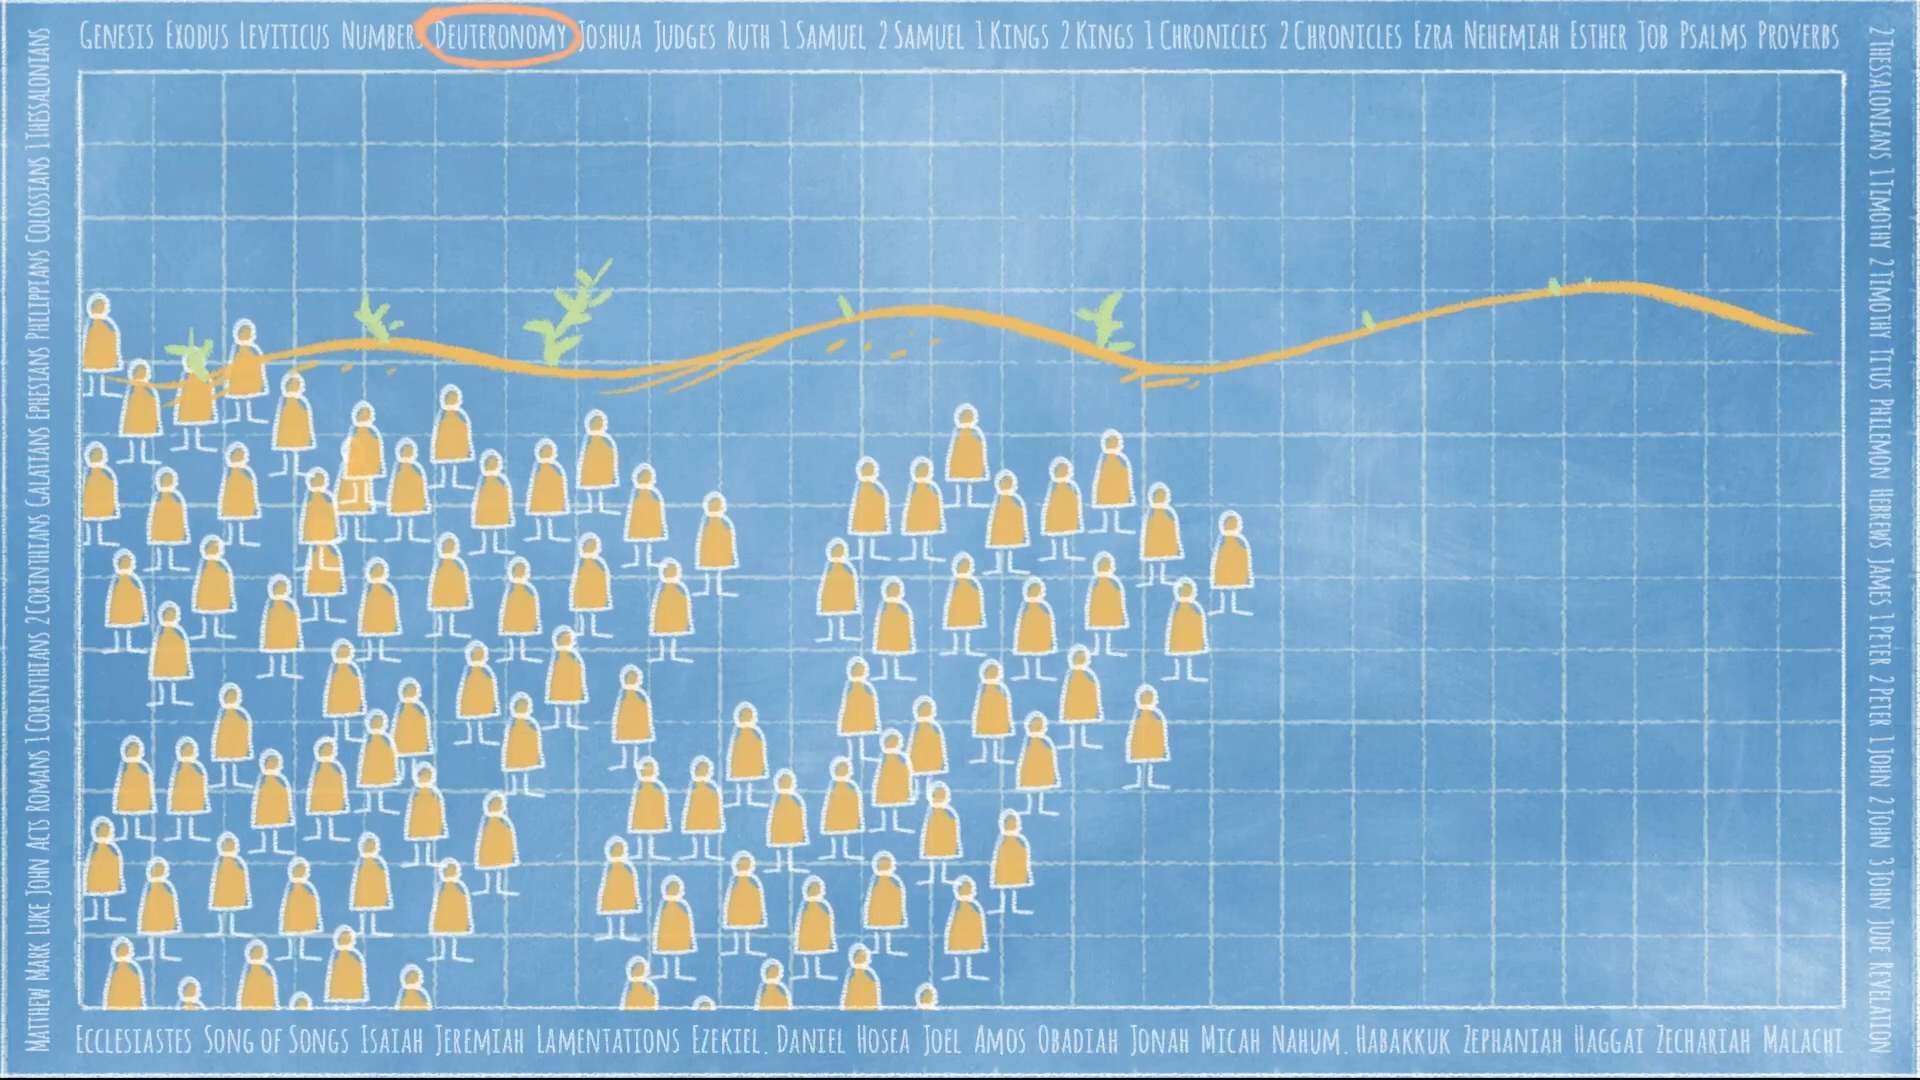 Genesis Exodus Leviticus Numbers Deuteronomy Joshua Judges Ruth 1 Samuel 2 Samuel 1 Kings 2 Kings 1 Chronicles 2 Chronicles Ezra Nehemiah Esther Job Psalms Proverbs
Ecclesiastes Song of Songs Isaiah Jeremiah Lamentations Ezekiel. Daniel Hosea Joel Amos Obadiah Jonah Micah Nahum. Habakkuk Zephaniah Haggai Zechariah Malachi
Matthew Mark Luke John Acts Romans 1 Corinthians 2 Corinthians Galatians Ephesians Philippians Colossians 1 Thessalonians
2 Thessalonians 1 Timothy 2 Timothy Titus Philemon Hebrews James 1 Peter 2 Peter 1 John 2 John 3 John Jude Revelation